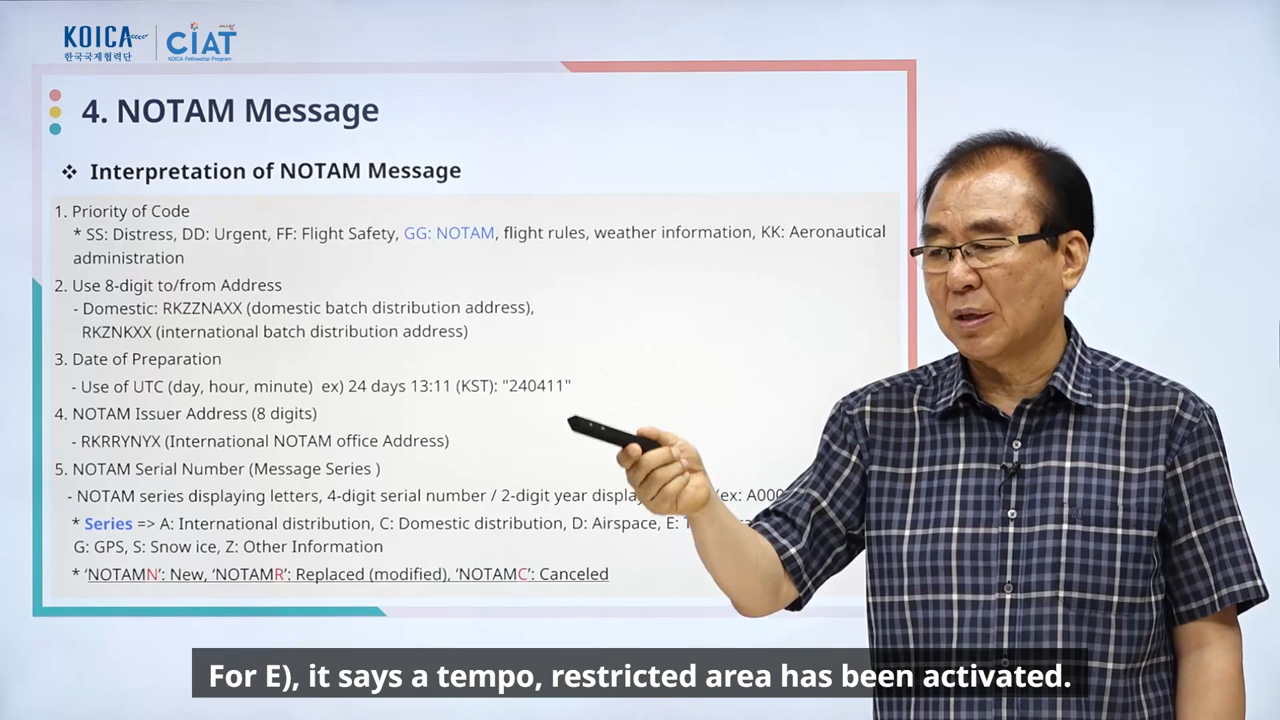 KOICA
한국국제협력단
CIAT
KOICA Fellowship Program
4. NOTAM Message
Interpretation of NOTAM Message
1. Priority of Code
* SS: Distress, DD: Urgent, FF: Flight Safety, GG: NOTAM, flight rules, weather information, KK: Aeronautical
administration
2. Use 8-digit to/from Address
- Domestic: RKZZNAXX (domestic batch distribution address),
RKZNKXX (international batch distribution address)
3. Date of Preparation
- Use of UTC (day, hour, minute) ex) 24 days 13:11 (KST): "240411"
4. NOTAM Issuer Address (8 digits)
- RKRRYNYX (International NOTAM office Address)
5. NOTAM Serial Number (Message Series )
- NOTAM series displaying letters, 4-digit serial number / 2-digit year
* Series => A: International distribution, C: Domestic distribution, D: Airspace, E:
G: GPS, S: Snow ice, Z: Other Information
* ‘NOTAMN’: New, ‘NOTAMR’: Replaced (modified), ‘NOTAMC’: Canceled
For E), it says a tempo, restricted area has been activated.